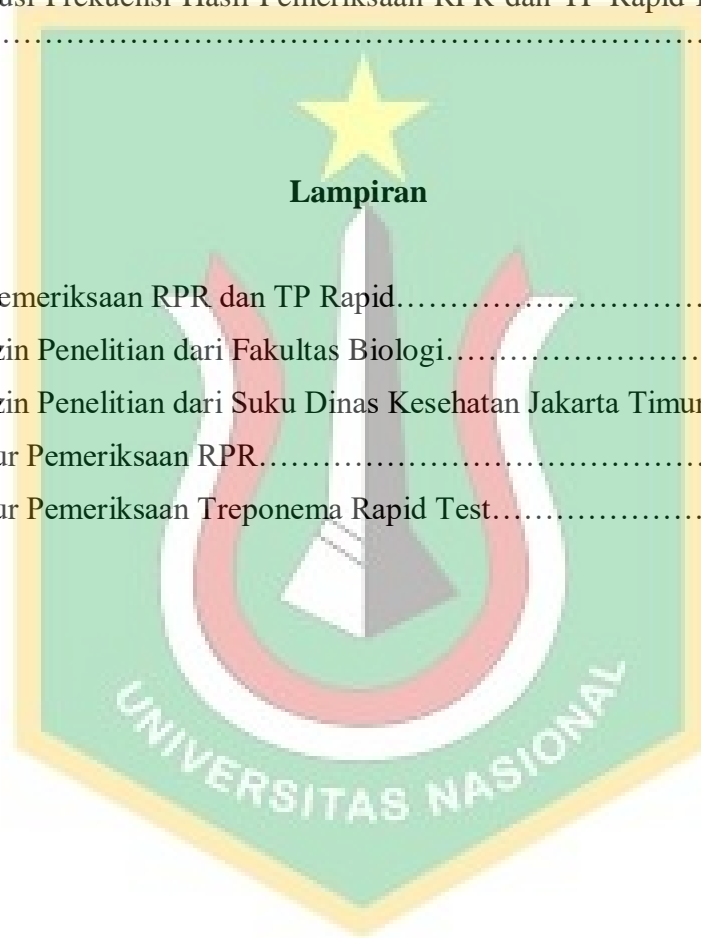 usi Frekuensi Hasil Pemeriksaan RPR dan TP Rapid
……………………………………………………………………
Lampiran
emeriksaan RPR dan TP Rapid……………………………
zin Penelitian dari Fakultas Biologi………………………
zin Penelitian dari Suku Dinas Kesehatan Jakarta Timur
ur Pemeriksaan RPR…………………………………………
ur Pemeriksaan Treponema Rapid Test…………………
UNIVERSITAS NASIONAL